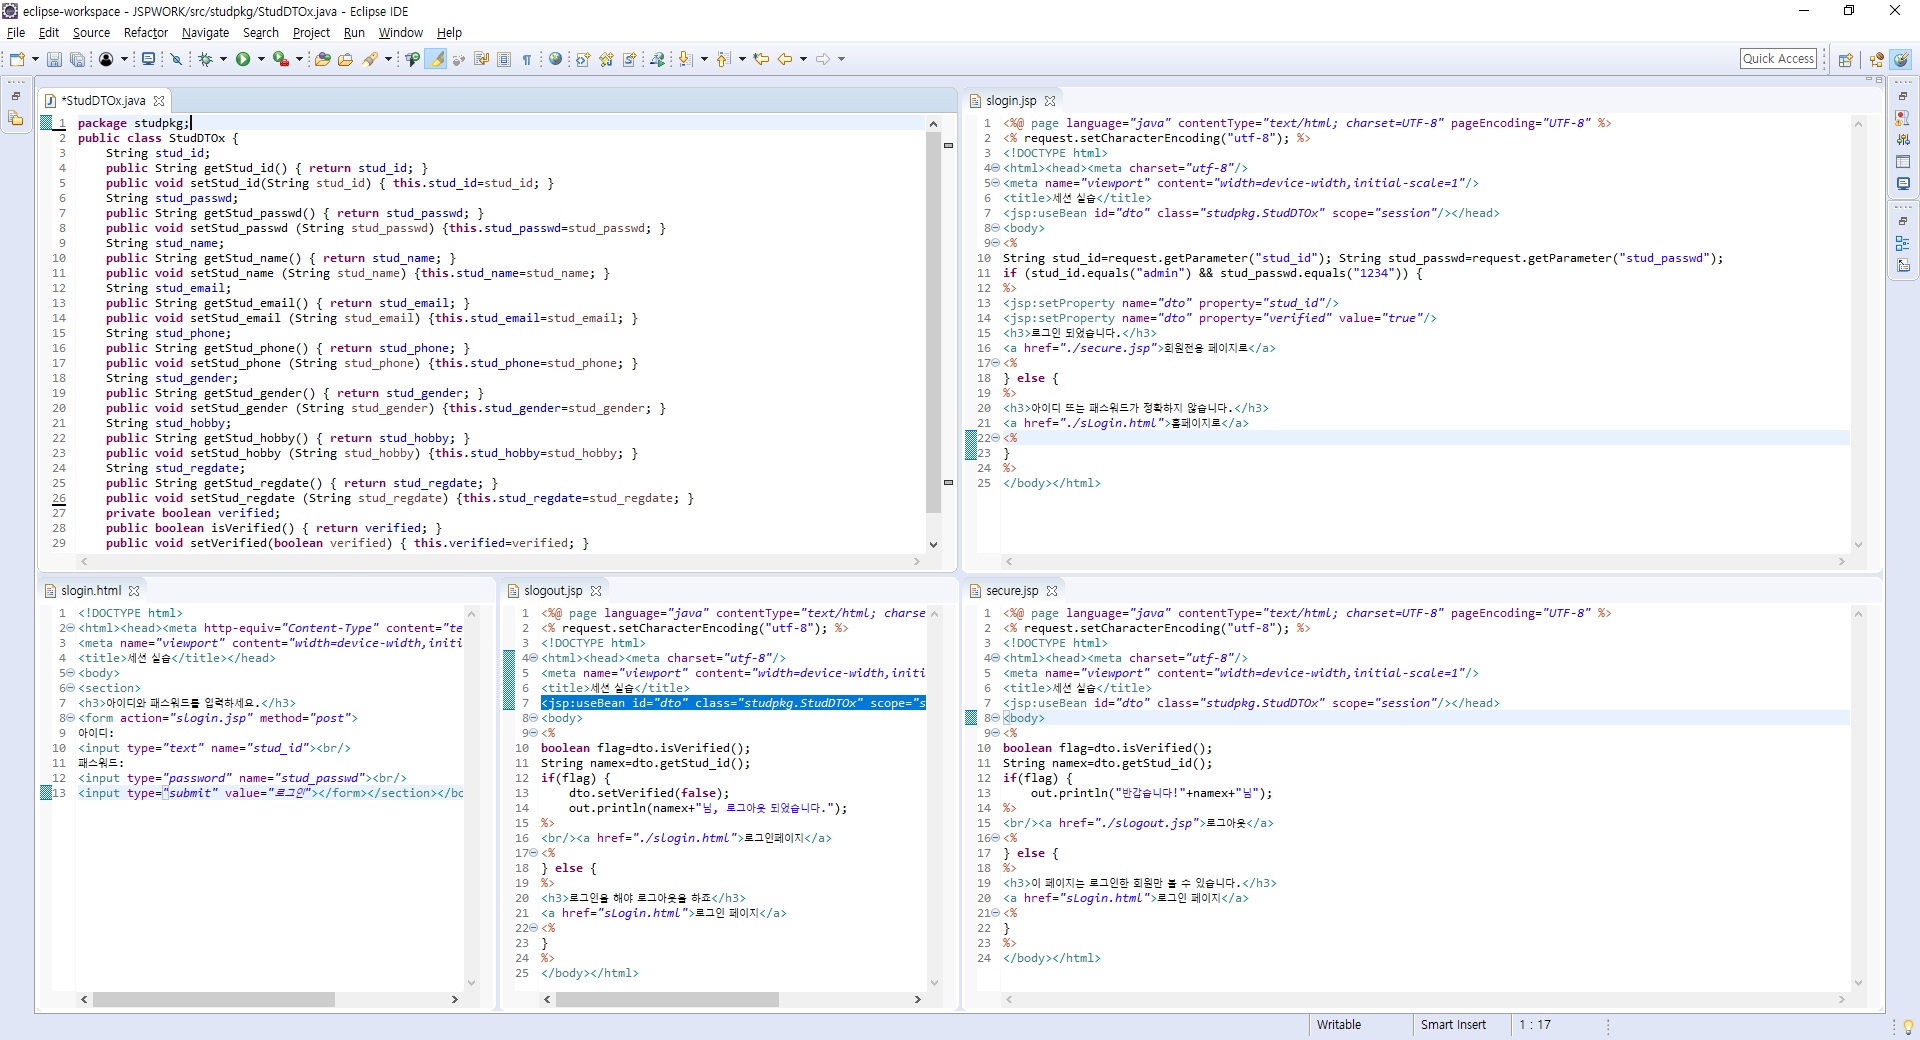 eclipse-workspace - JSPWORK/src/studpkg/StudDTOx.java - Eclipse IDE
File Edit Source Refactor Navigate Search Project Run Window Help
Quick Access
*StudDTOx.java
1 package studpkg;
2 public class StudDTOx {
3 String stud_id;
4 public String getStud_id() { return stud_id; }
5 public void setStud_id(String stud_id) { this.stud_id=stud_id; }
6 String stud_passwd;
7 public String getStud_passwd() { return stud_passwd; }
8 public void setStud_passwd (String stud_passwd) {this.stud_passwd=stud_passwd; }
9 String stud_name;
10 public String getStud_name() { return stud_name; }
11 public void setStud_name (String stud_name) {this.stud_name=stud_name; }
12 String stud_email;
13 public String getStud_email() { return stud_email; }
14 public void setStud_email (String stud_email) {this.stud_email=stud_email; }
15 String stud_phone;
16 public String getStud_phone() { return stud_phone; }
17 public void setStud_phone (String stud_phone) {this.stud_phone=stud_phone; }
18 String stud_gender;
19 public String getStud_gender() { return stud_gender; }
20 public void setStud_gender (String stud_gender) {this.stud_gender=stud_gender; }
21 String stud_hobby;
22 public String getStud_hobby() { return stud_hobby; }
23 public void setStud_hobby (String stud_hobby) {this.stud_hobby=stud_hobby; }
24 String stud_regdate;
25 public String getStud_regdate() { return stud_regdate; }
26 public void setStud_regdate (String stud_regdate) {this.stud_regdate=stud_regdate; }
27 private boolean verified;
28 public boolean isVerified() { return verified; }
29 public void setVerified(boolean verified) { this.verified=verified; }
slogin.jsp
1 <%@ page language="java" contentType="text/html; charset=UTF-8" pageEncoding="UTF-8" %>
2 <% request.setCharacterEncoding("utf-8"); %>
3 <!DOCTYPE html>
4 <html><head><meta charset="utf-8"/>
5 <meta name="viewport" content="width=device-width,initial-scale=1"/>
6 <title>세션 실습</title>
7 <jsp:useBean id="dto" class="studpkg.StudDTOx" scope="session"/></head>
8 <body>
9 <%
10 String stud_id=request.getParameter("stud_id"); String stud_passwd=request.getParameter("stud_passwd");
11 if (stud_id.equals("admin") && stud_passwd.equals("1234")) {
12 %>
13 <jsp:setProperty name="dto" property="stud_id"/>
14 <jsp:setProperty name="dto" property="verified" value="true"/>
15 <h3>로그인 되었습니다.</h3>
16 <a href="./secure.jsp">회원전용 페이지로</a>
17 <%
18 } else {
19 %>
20 <h3>아이디 또는 패스워드가 정확하지 않습니다.</h3>
21 <a href="./sLogin.html">홈페이지로</a>
22 <%
23 }
24 %>
25 </body></html>
slogin.html
1 <!DOCTYPE html>
2 <html><head><meta http-equiv="Content-Type" content="te
3 <meta name="viewport" content="width=device-width,initi
4 <title>세션 실습</title></head>
5 <body>
6 <section>
7 <h3>아이디와 패스워드를 입력하세요.</h3>
8 <form action="slogin.jsp" method="post">
9 아이디:
10 <input type="text" name="stud_id"><br/>
11 패스워드:
12 <input type="password" name="stud_passwd"><br/>
13 <input type="submit" value="로그인"></form></section></bo
slogout.jsp
1 <%@ page language="java" contentType="text/html; charse
2 <% request.setCharacterEncoding("utf-8"); %>
3 <!DOCTYPE html>
4 <html><head><meta charset="utf-8"/>
5 <meta name="viewport" content="width=device-width,initi
6 <title>세션 실습</title>
7 <jsp:useBean id="dto" class="studpkg.StudDTOx" scope="s
8 <body>
9 <%
10 boolean flag=dto.isVerified();
11 String namex=dto.getStud_id();
12 if(flag) {
13 dto.setVerified(false);
14 out.println(namex+"님, 로그아웃 되었습니다.");
15 %>
16 <br/><a href="./slogin.html">로그인페이지</a>
17 <%
18 } else {
19 %>
20 <h3>로그인을 해야 로그아웃을 하죠</h3>
21 <a href="sLogin.html">로그인 페이지</a>
22 <%
23 }
24 %>
25 </body></html>
secure.jsp
1 <%@ page language="java" contentType="text/html; charset=UTF-8" pageEncoding="UTF-8" %>
2 <% request.setCharacterEncoding("utf-8"); %>
3 <!DOCTYPE html>
4 <html><head><meta charset="utf-8"/>
5 <meta name="viewport" content="width=device-width,initial-scale=1"/>
6 <title>세션 실습</title>
7 <jsp:useBean id="dto" class="studpkg.StudDTOx" scope="session"/></head>
8 <body>
9 <%
10 boolean flag=dto.isVerified();
11 String namex=dto.getStud_id();
12 if(flag) {
13 out.println("반갑습니다!"+namex+"님");
14 %>
15 <br/><a href="./slogout.jsp">로그아웃</a>
16 <%
17 } else {
18 %>
19 <h3>이 페이지는 로그인한 회원만 볼 수 있습니다.</h3>
20 <a href="sLogin.html">로그인 페이지</a>
21 <%
22 }
23 %>
24 </body></html>
Writable Smart Insert 1 : 17